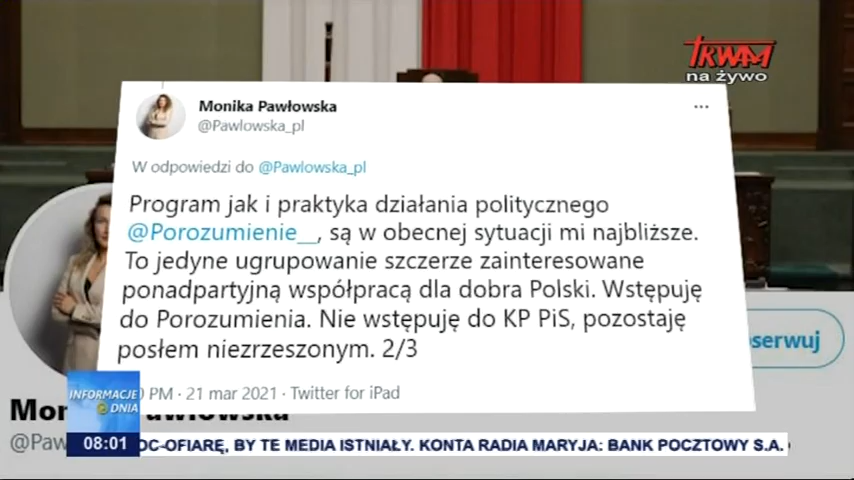 TRWAM
na żywo
Monika Pawłowska
@Pawlowska_pl
W odpowiedzi do @Pawlowska_pl
Program jak i praktyka działania politycznego
@Porozumienie__, są w obecnej sytuacji mi najbliższe.
To jedyne ugrupowanie szczerze zainteresowane
ponadpartyjną współpracą dla dobra Polski. Wstępuję
do Porozumienia. Nie wstępuję do KP PiS, pozostaję
posłem niezrzeszonym. 2/3
PM · 21 mar 2021 · Twitter for iPad
INFORMACJE
DNIA
08:01
OC-OFIARĘ, BY TE MEDIA ISTNIAŁY. KONTA RADIA MARYJA: BANK POCZTOWY S.A.